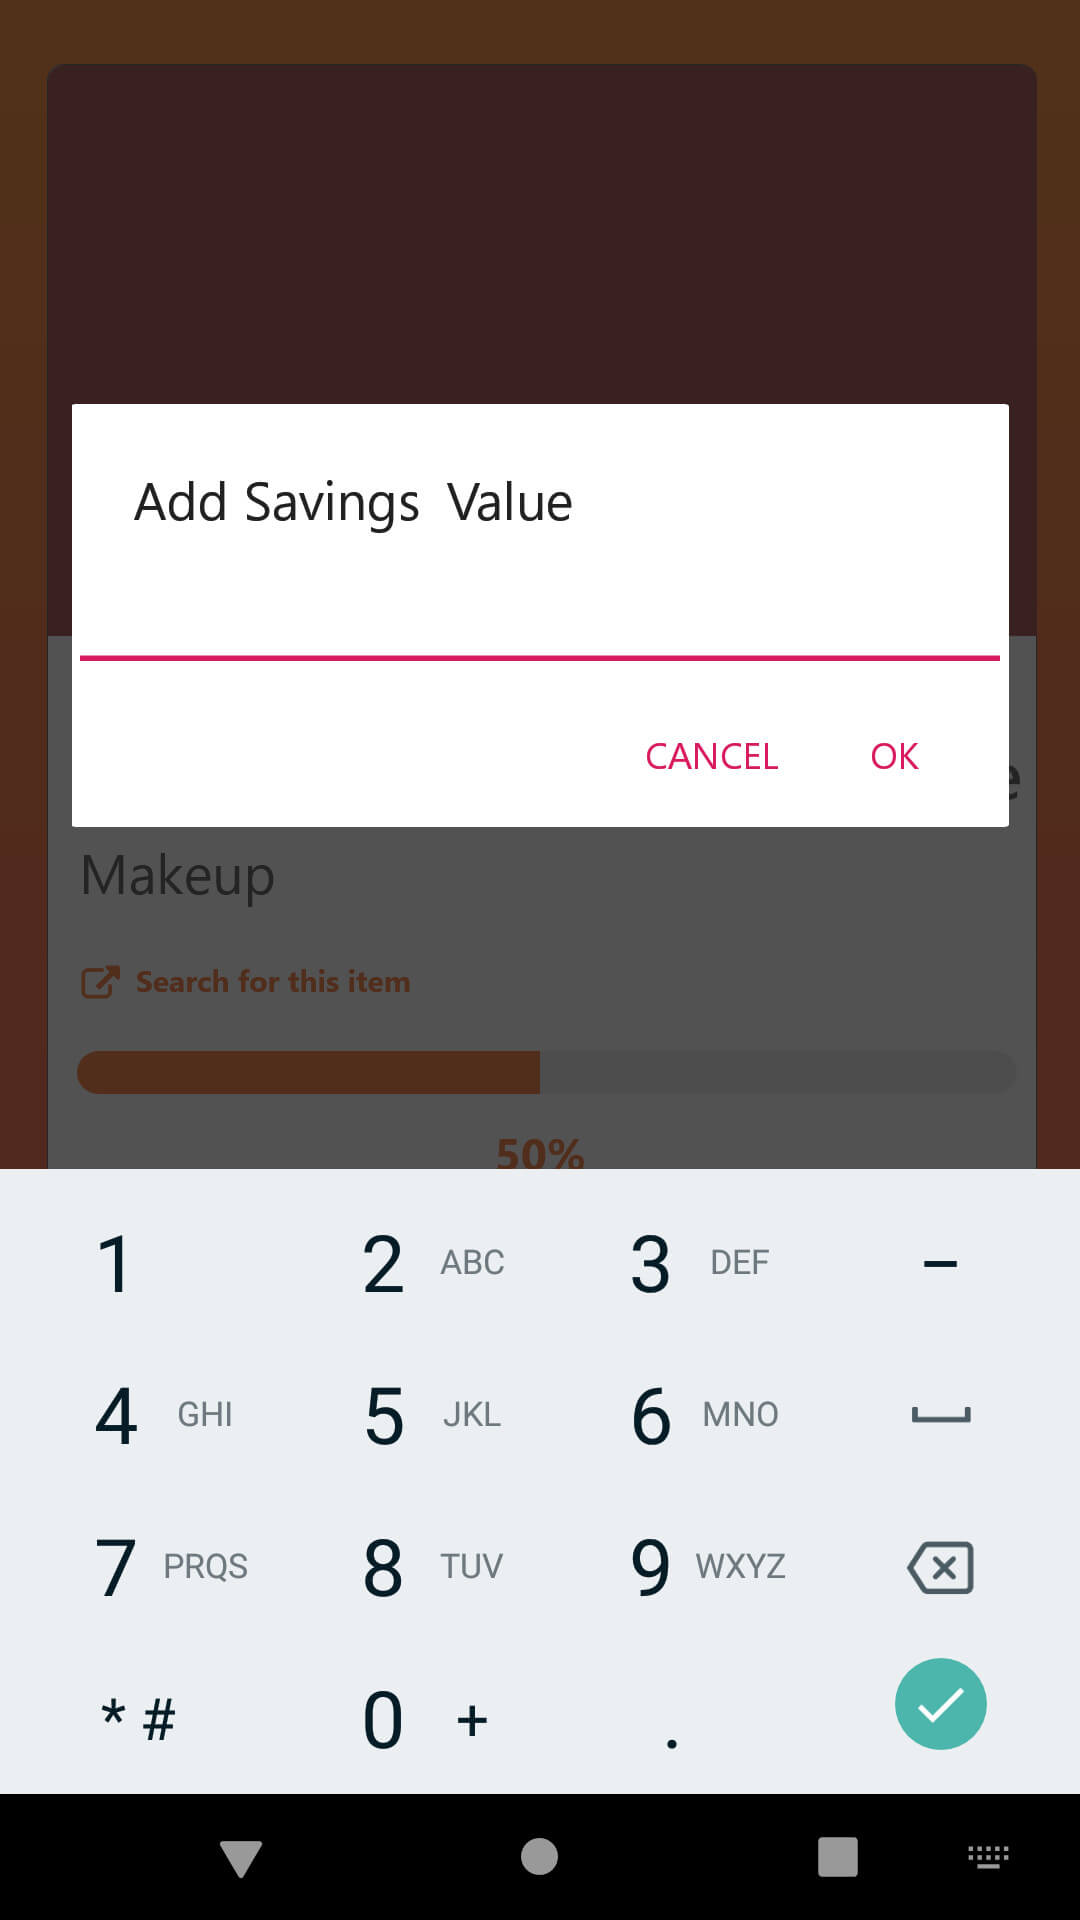 Add Savings  Value
CANCEL OK
e
Makeup
Search for this item
50%
1 2 ABC 3 DEF –
4 GHI 5 JKL 6 MNO
7 PRQS 8 TUV 9 WXYZ
* # 0 + .